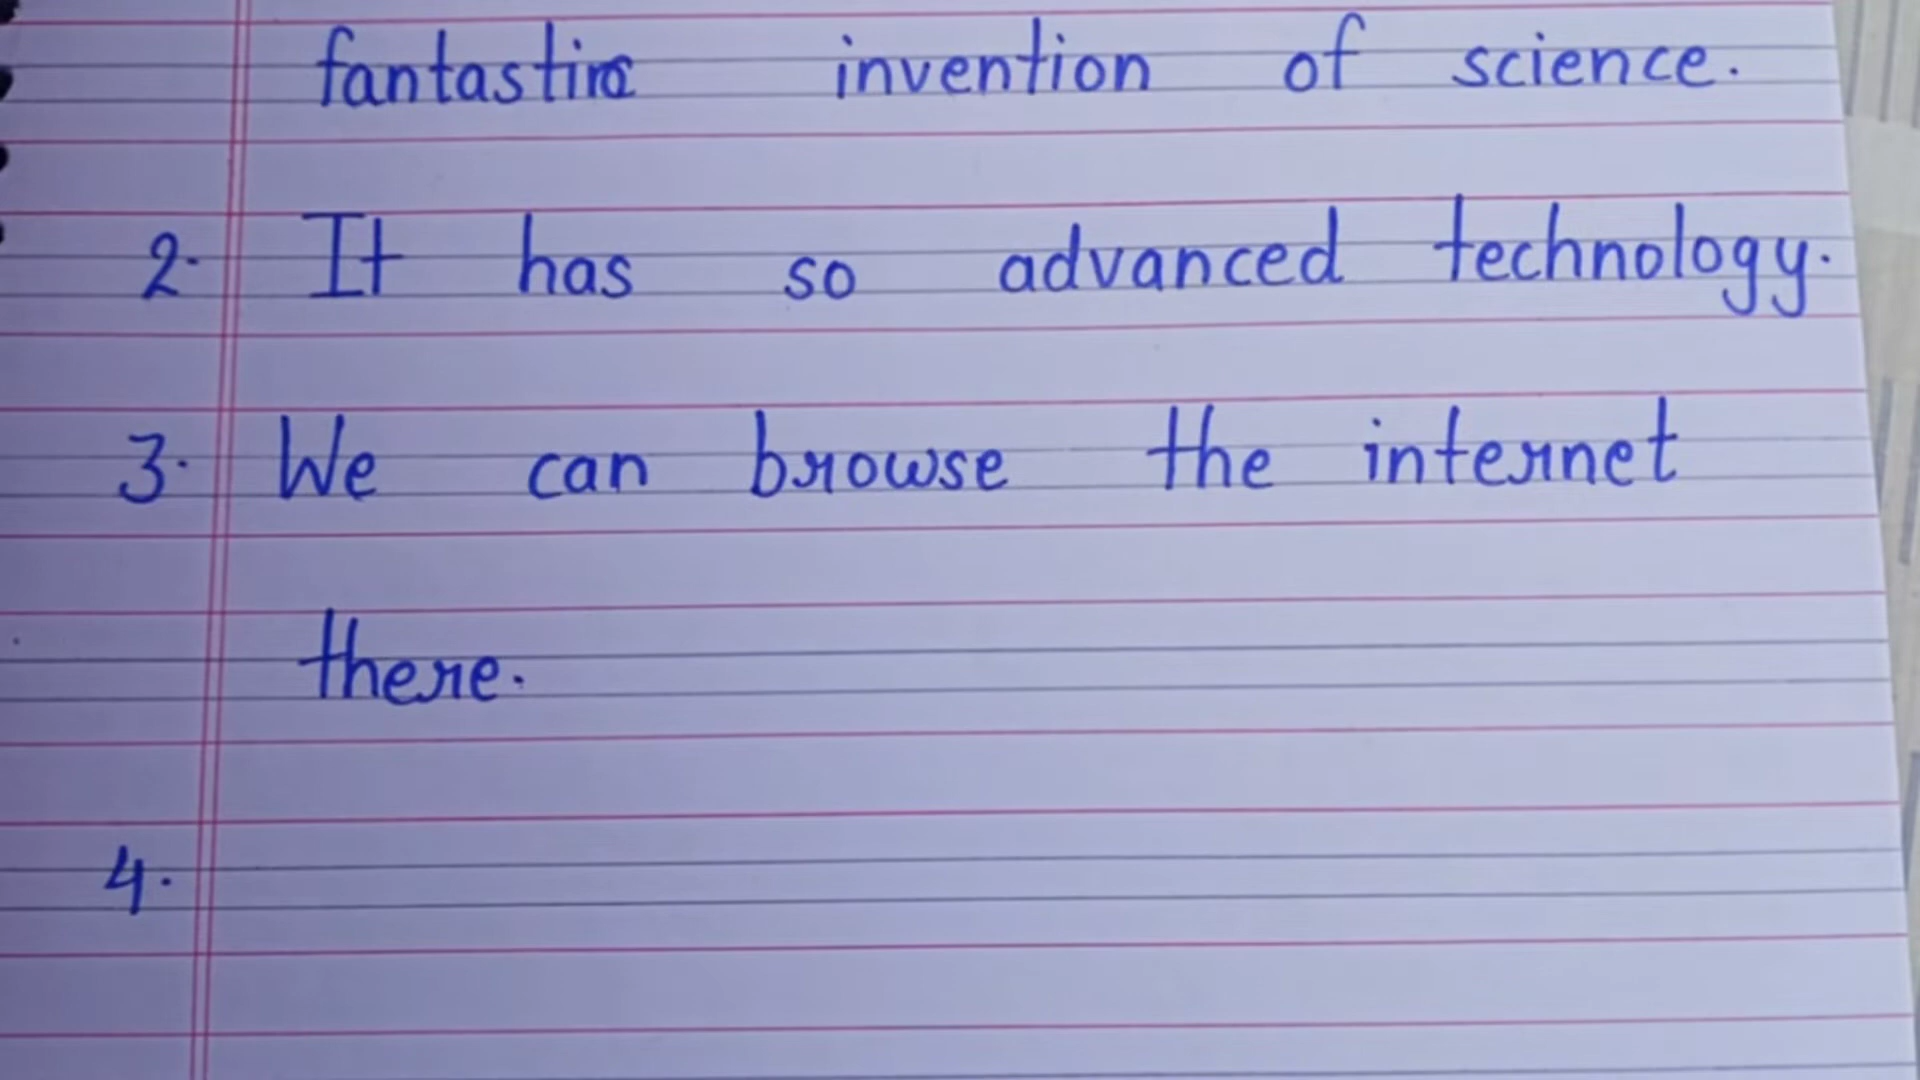 fantastic invention of science.
2. It has so advanced technology.
3. We can browse the internet
there.
4.